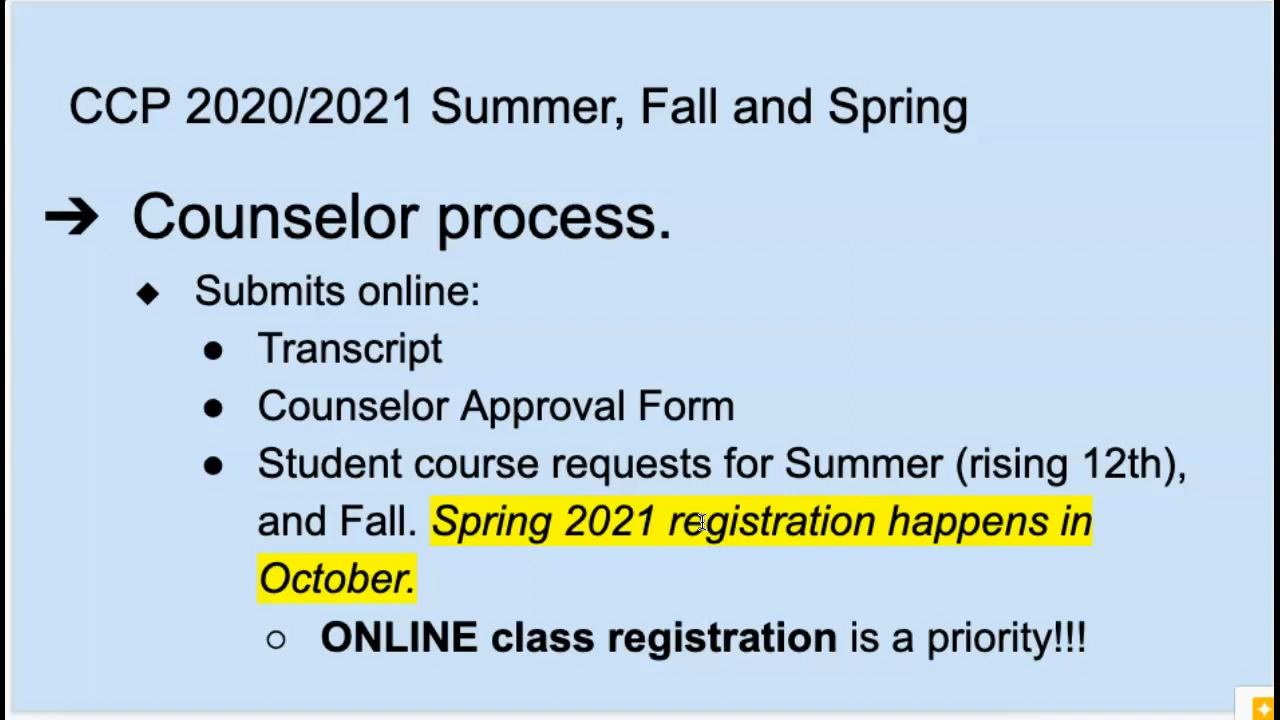 CCP 2020/2021 Summer, Fall and Spring
➔ Counselor process.
◆ Submits online:
● Transcript
● Counselor Approval Form
● Student course requests for Summer (rising 12th),
and Fall. Spring 2021 registration happens in
October.
○ ONLINE class registration is a priority!!!